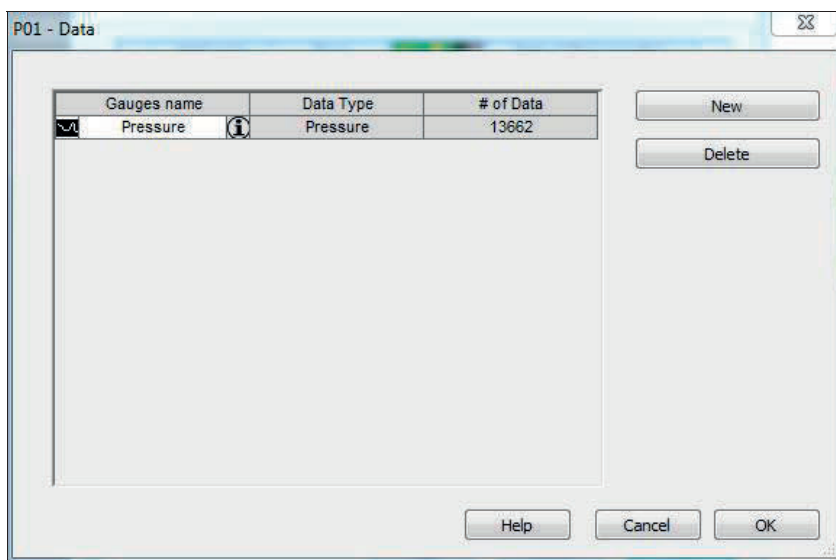 P01 - Data
Gauges name Data Type # of Data
Pressure Pressure 13662
New
Delete
Help Cancel OK